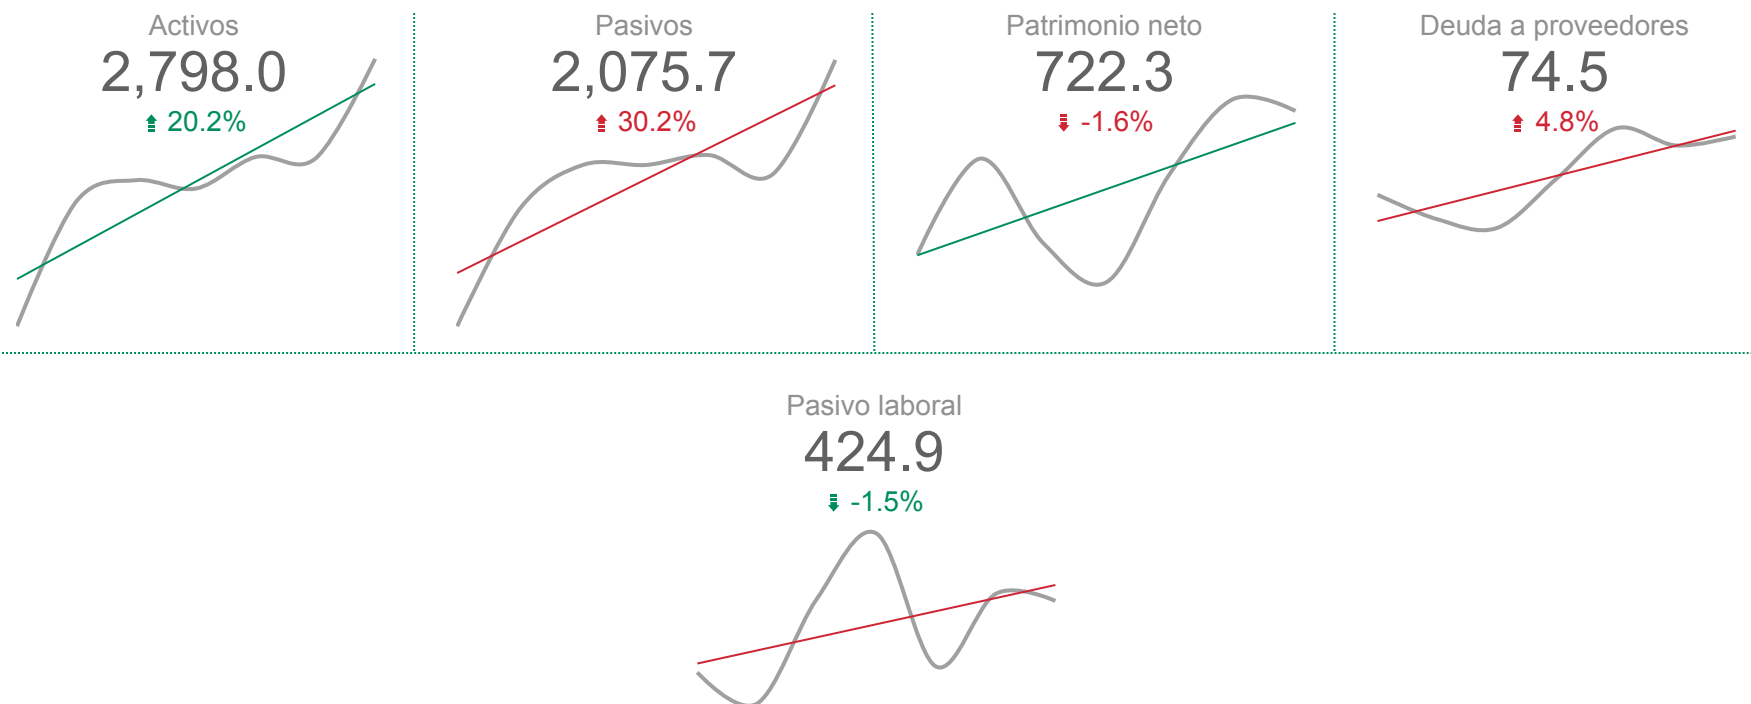 Activos
2,798.0
20.2%
Pasivos
2,075.7
30.2%
Patrimonio neto
722.3
-1.6%
Deuda a proveedores
74.5
4.8%
Pasivo laboral
424.9
-1.5%